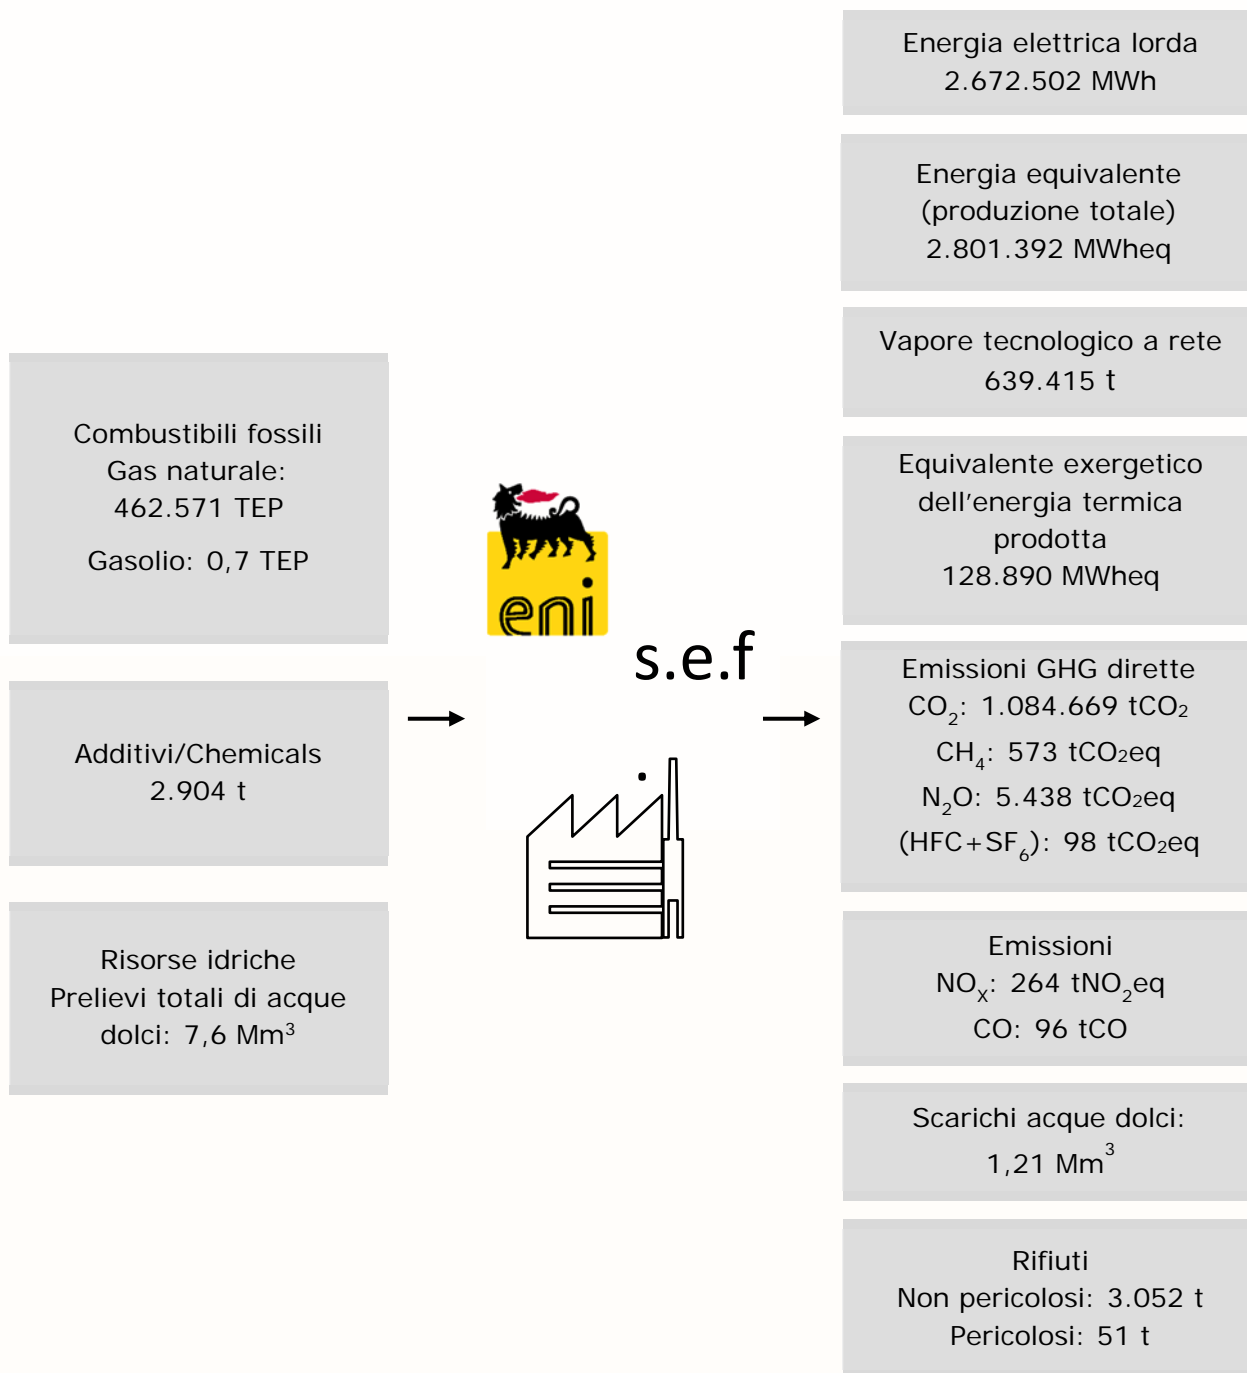 Combustibili fossili
Gas naturale:
462.571 TEP
Gasolio: 0,7 TEP
Additivi/Chemicals
2.904 t
Risorse idriche
Prelievi totali di acque
dolci: 7,6 Mm³
eni
s.e.f
.
Energia elettrica lorda
2.672.502 MWh
Energia equivalente
(produzione totale)
2.801.392 MWheq
Vapore tecnologico a rete
639.415 t
Equivalente exergetico
dell'energia termica
prodotta
128.890 MWheq
Emissioni GHG dirette
CO₂: 1.084.669 tCO₂
CH₄: 573 tCO₂eq
N₂O: 5.438 tCO₂eq
(HFC+SF₆): 98 tCO₂eq
Emissioni
NOₓ: 264 tNO₂eq
CO: 96 tCO
Scarichi acque dolci:
1,21 Mm³
Rifiuti
Non pericolosi: 3.052 t
Pericolosi: 51 t